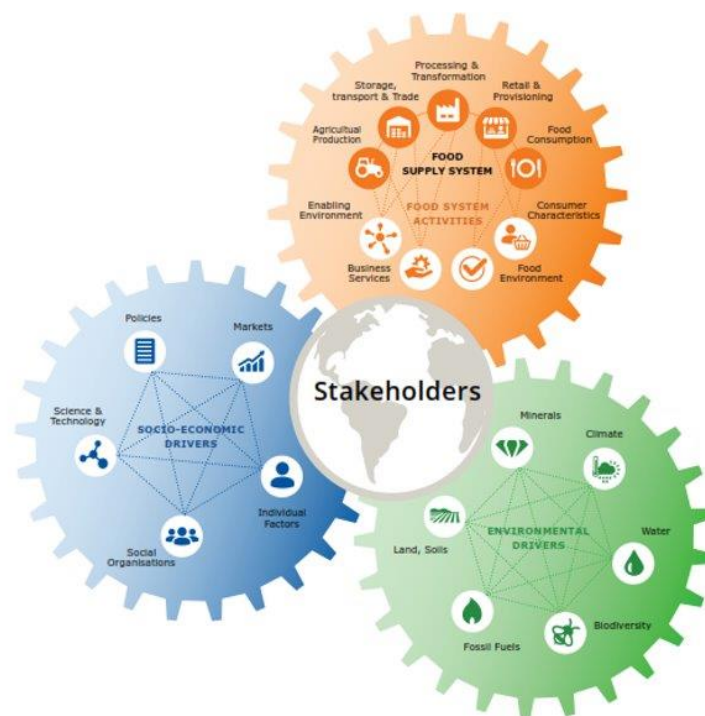 Processing &
Transformation
Storage,
transport & Trade
Retail &
Provisioning
Agricultual
Production
Food
Consumption
FOOD
SUPPLY SYSTEM
Enabling
Environment
FOOD SYSTEM
ACTIVITIES
Consumer
Characteristics
Business
Services
Food
Environment
Stakeholders
Policies
Markets
Science &
Technology
SOCIO-ECONOMIC
DRIVERS
Individual
Factors
Social
Organisations
Minerals
Climate
Land, Soils
ENVIRONMENTAL
DRIVERS
Water
Fossil Fuels
Biodiversity